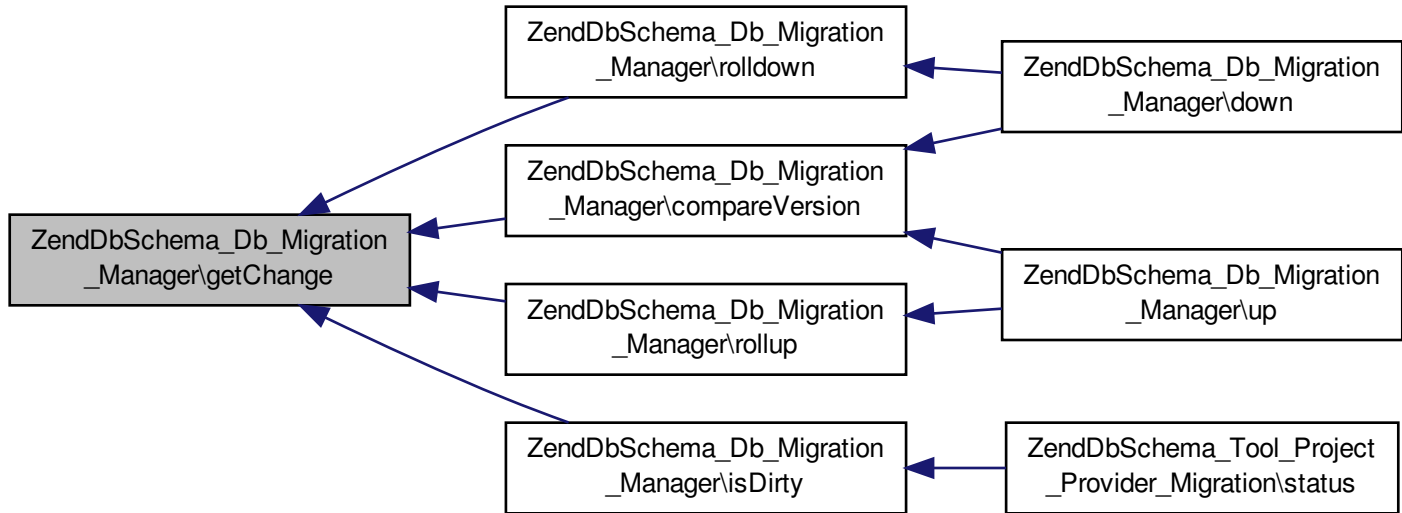 ZendDbSchema_Db_Migration
_Manager\rolldown
ZendDbSchema_Db_Migration
_Manager\down
ZendDbSchema_Db_Migration
_Manager\compareVersion
ZendDbSchema_Db_Migration
_Manager\getChange
ZendDbSchema_Db_Migration
_Manager\up
ZendDbSchema_Db_Migration
_Manager\rollup
ZendDbSchema_Db_Migration
_Manager\isDirty
ZendDbSchema_Tool_Project
_Provider_Migration\status